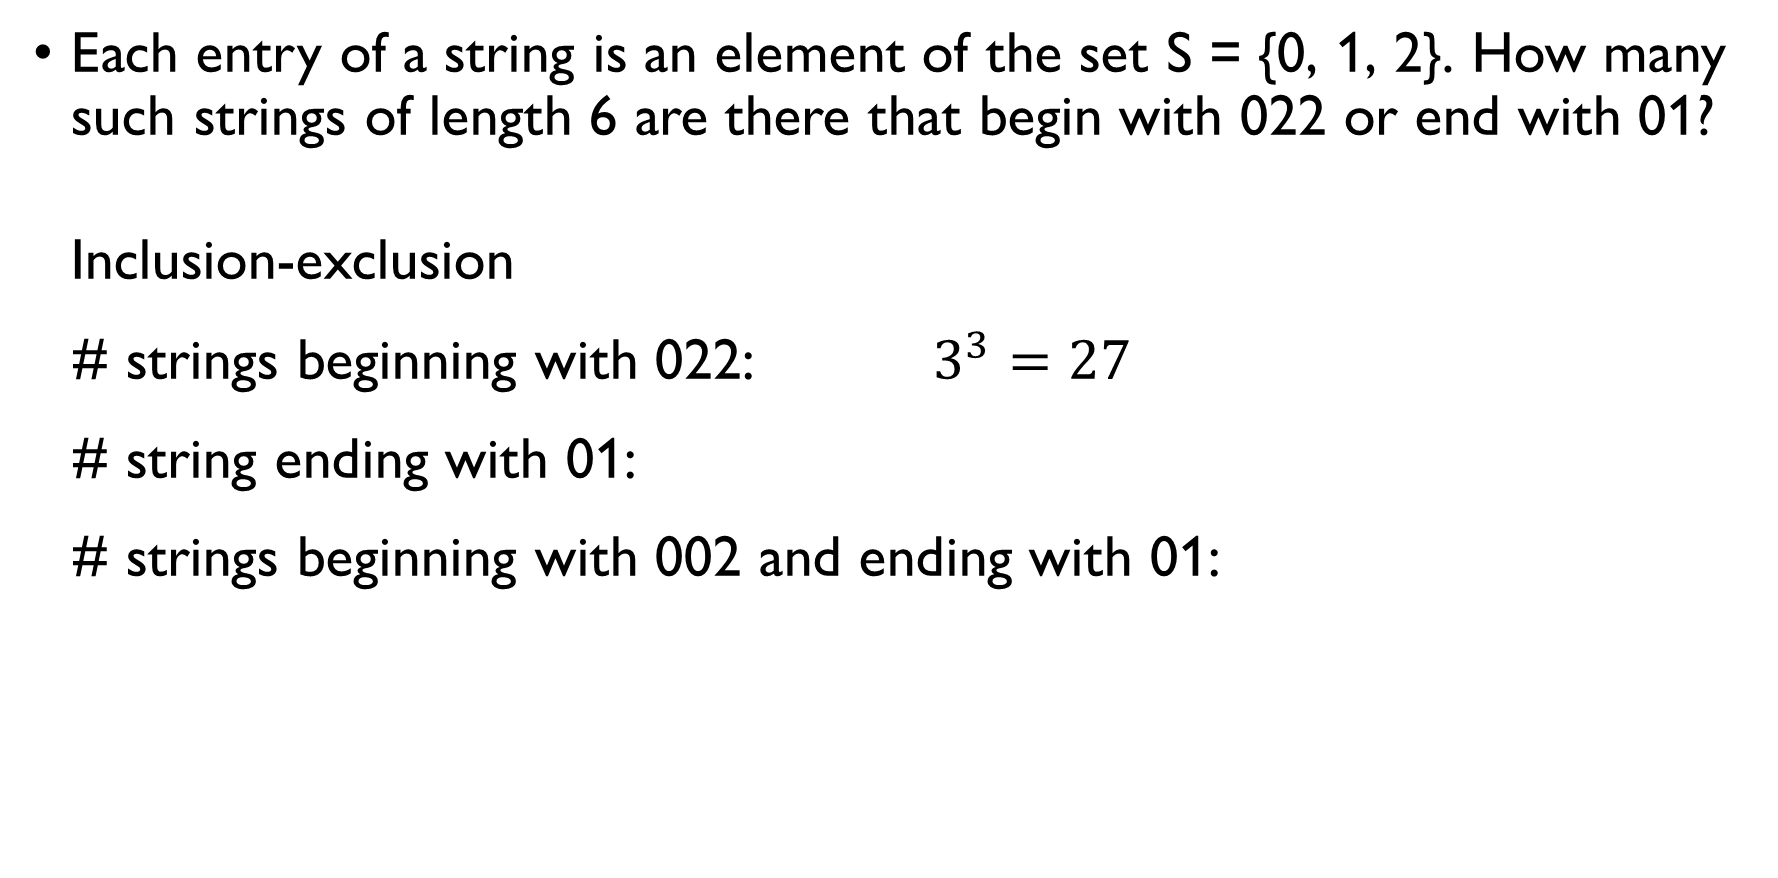 • Each entry of a string is an element of the set S = {0, 1, 2}. How many
such strings of length 6 are there that begin with 022 or end with 01?
Inclusion-exclusion
# strings beginning with 022: 3³ = 27
# string ending with 01:
# strings beginning with 002 and ending with 01: